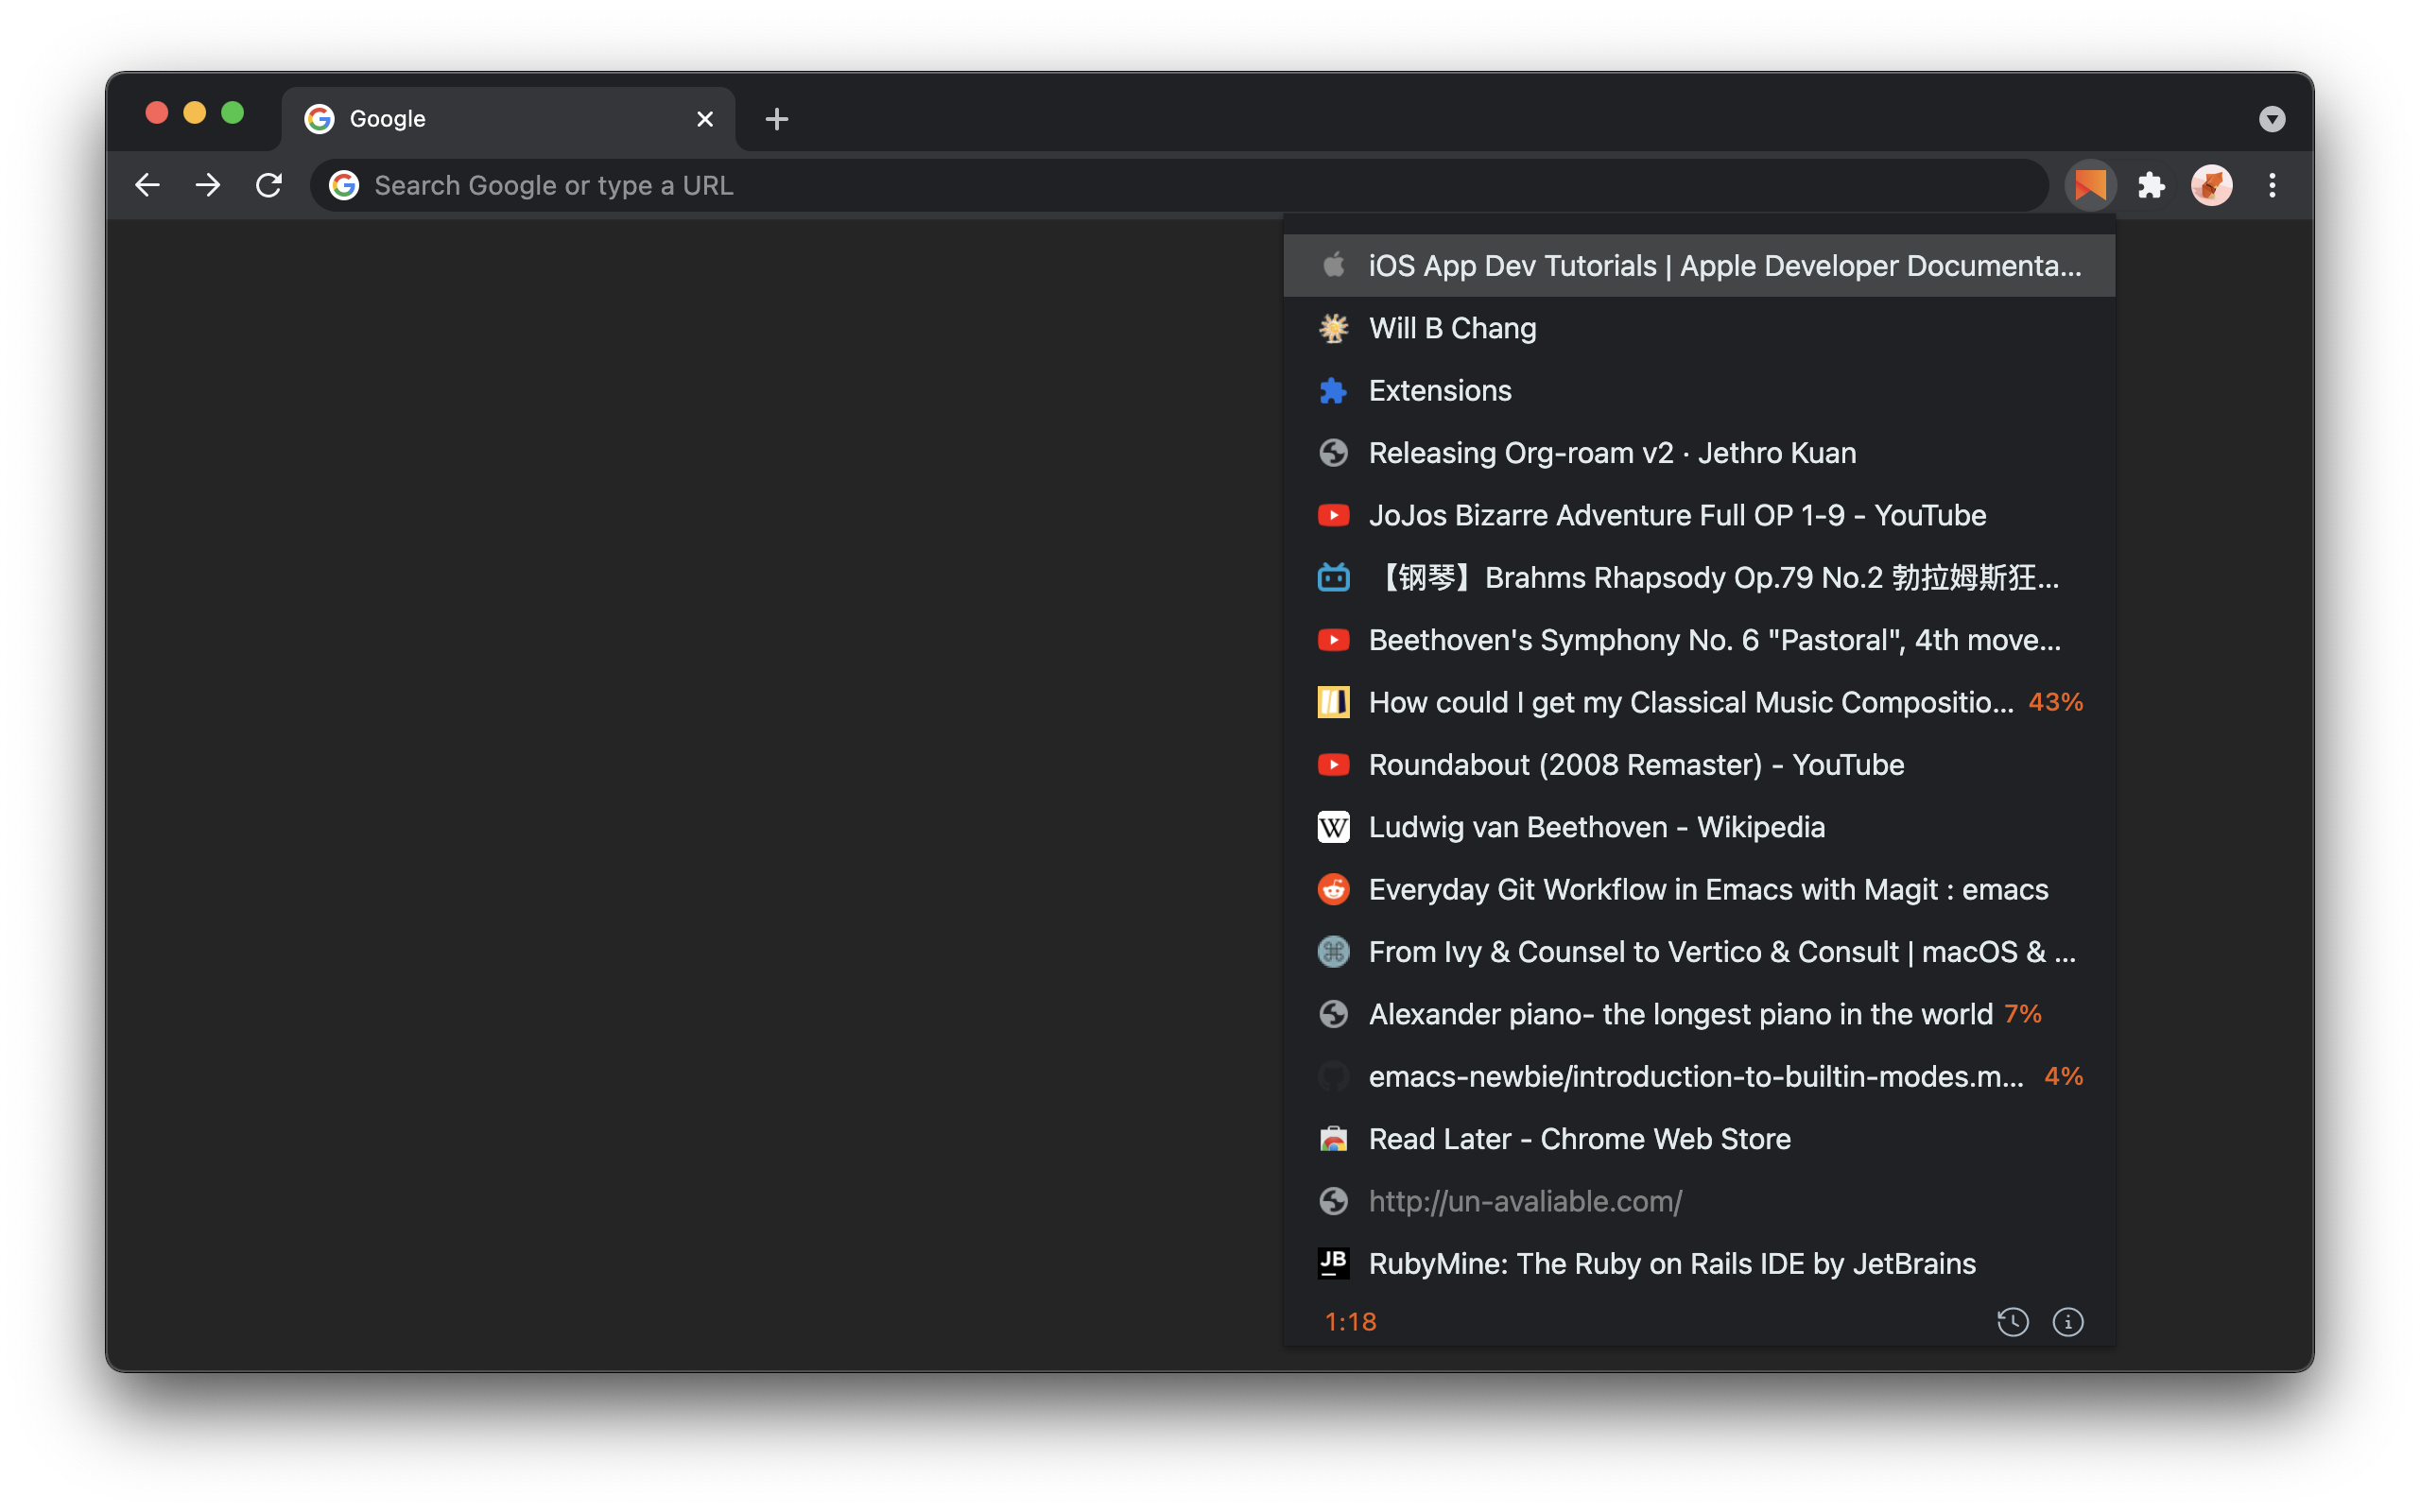 Google
Search Google or type a URL
iOS App Dev Tutorials | Apple Developer Documenta...
Will B Chang
Extensions
Releasing Org-roam v2 · Jethro Kuan
JoJos Bizarre Adventure Full OP 1-9 - YouTube
【钢琴】Brahms Rhapsody Op.79 No.2 勃拉姆斯狂...
Beethoven's Symphony No. 6 "Pastoral", 4th move...
How could I get my Classical Music Compositio... 43%
Roundabout (2008 Remaster) - YouTube
W Ludwig van Beethoven - Wikipedia
Everyday Git Workflow in Emacs with Magit : emacs
From Ivy & Counsel to Vertico & Consult | macOS & ...
Alexander piano- the longest piano in the world 7%
emacs-newbie/introduction-to-builtin-modes.m... 4%
Read Later - Chrome Web Store
http://un-avaliable.com/
JB RubyMine: The Ruby on Rails IDE by JetBrains
1:18